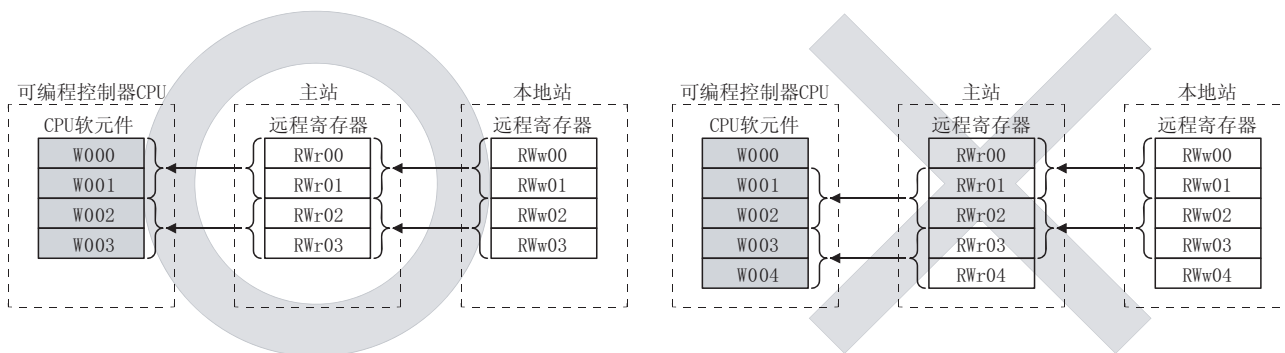 可编程控制器CPU
CPU软元件
W000
W001
W002
W003
主站
远程寄存器
RWr00
RWr01
RWr02
RWr03
本地站
远程寄存器
RWw00
RWw01
RWw02
RWw03
可编程控制器CPU
CPU软元件
W000
W001
W002
W003
W004
主站
远程寄存器
RWr00
RWr01
RWr02
RWr03
RWr04
本地站
远程寄存器
RWw00
RWw01
RWw02
RWw03
RWw04